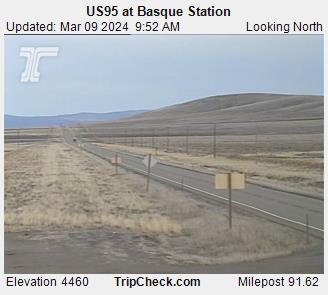 US95 at Basque Station
Updated: Mar 09 2024 9:52 AM Looking North
Elevation 4460 TripCheck.com Milepost 91.62